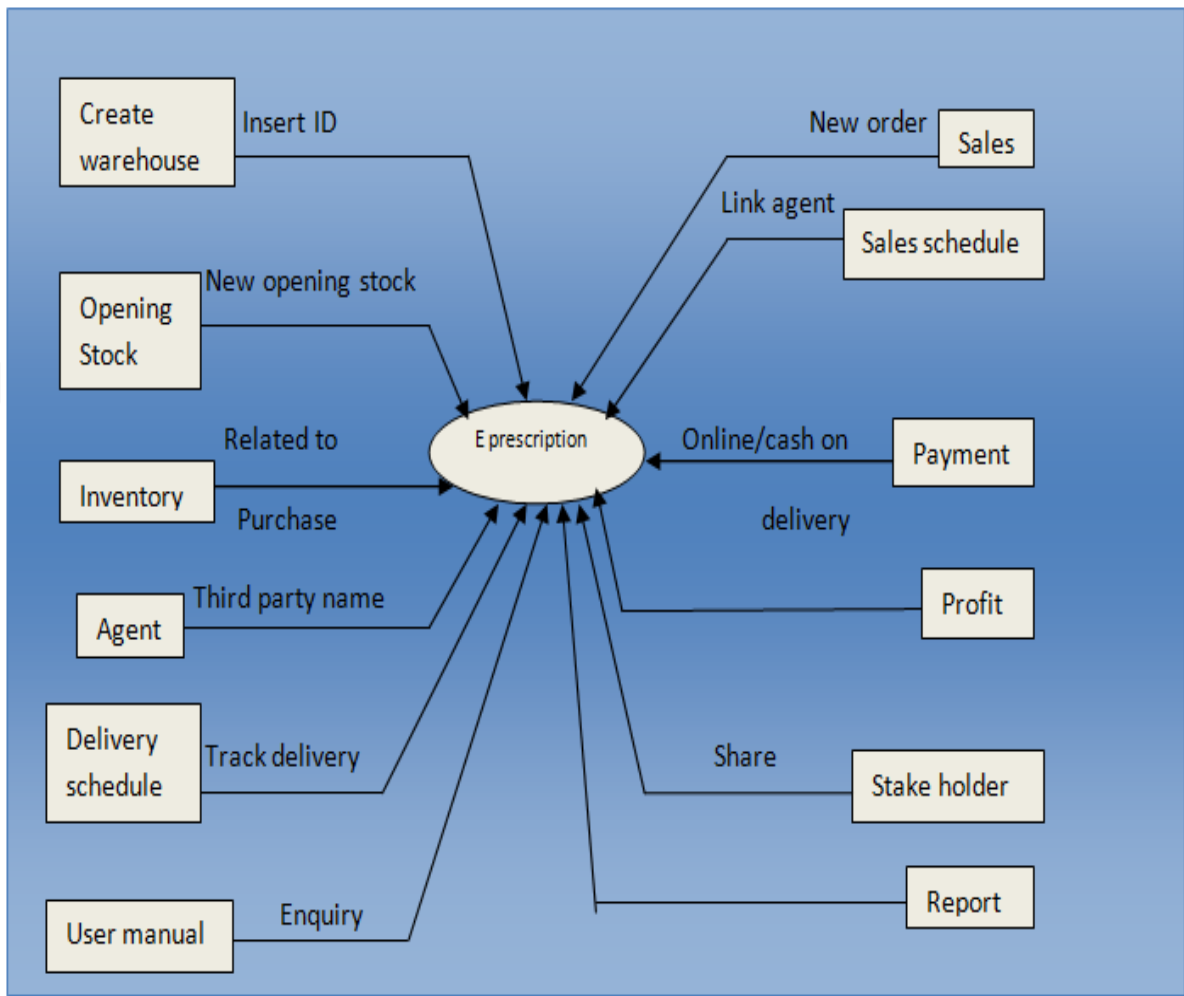 Create
warehouse
Insert ID
New order
Sales
Link agent
Sales schedule
Opening
Stock
New opening stock
E prescription
Related to
Purchase
Inventory
Online/cash on
delivery
Payment
Agent
Third party name
Profit
Delivery
schedule
Track delivery
Share
Stake holder
User manual
Enquiry
Report